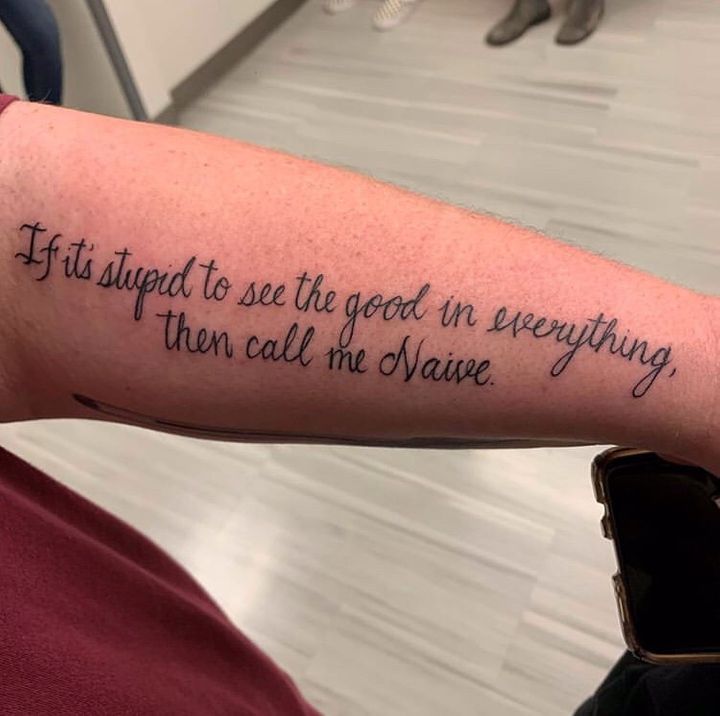 If it's stupid to see the good in everything,
then call me Naive.